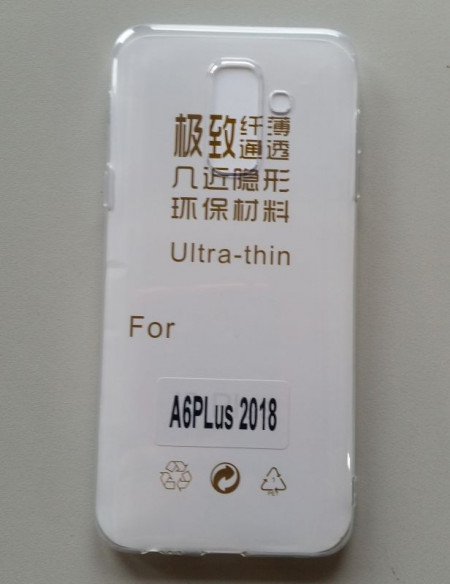 极致纤薄通透
几近隐形
环保材料
Ultra-thin
For
A6PLus 2018
1